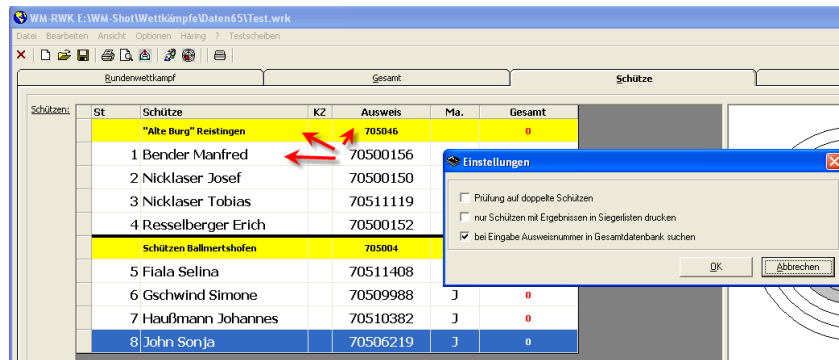 WM-RWK E:\WM-Shot\Wettkämpfe\Daten65\Test.wrk
Datei Bearbeiten Ansicht Optionen Häring ? Testscheiben
Rundenwettkampf Gesamt Schütze
Schützen:
St Schütze KZ Ausweis Ma. Gesamt
"Alte Burg" Reistingen 705046 0
1 Bender Manfred 70500156
2 Nicklaser Josef 70500150
3 Nicklaser Tobias 70511119
4 Resselberger Erich 70500152
Schützen Ballmertshofen 705004
5 Fiala Selina 70511408
6 Gschwind Simone 70509988 J 0
7 Haußmann Johannes 70510382 J 0
8 John Sonja 70506219 J 0
Einstellungen
Prüfung auf doppelte Schützen
nur Schützen mit Ergebnissen in Siegerlisten drucken
bei Eingabe Ausweisnummer in Gesamtdatenbank suchen
OK Abbrechen